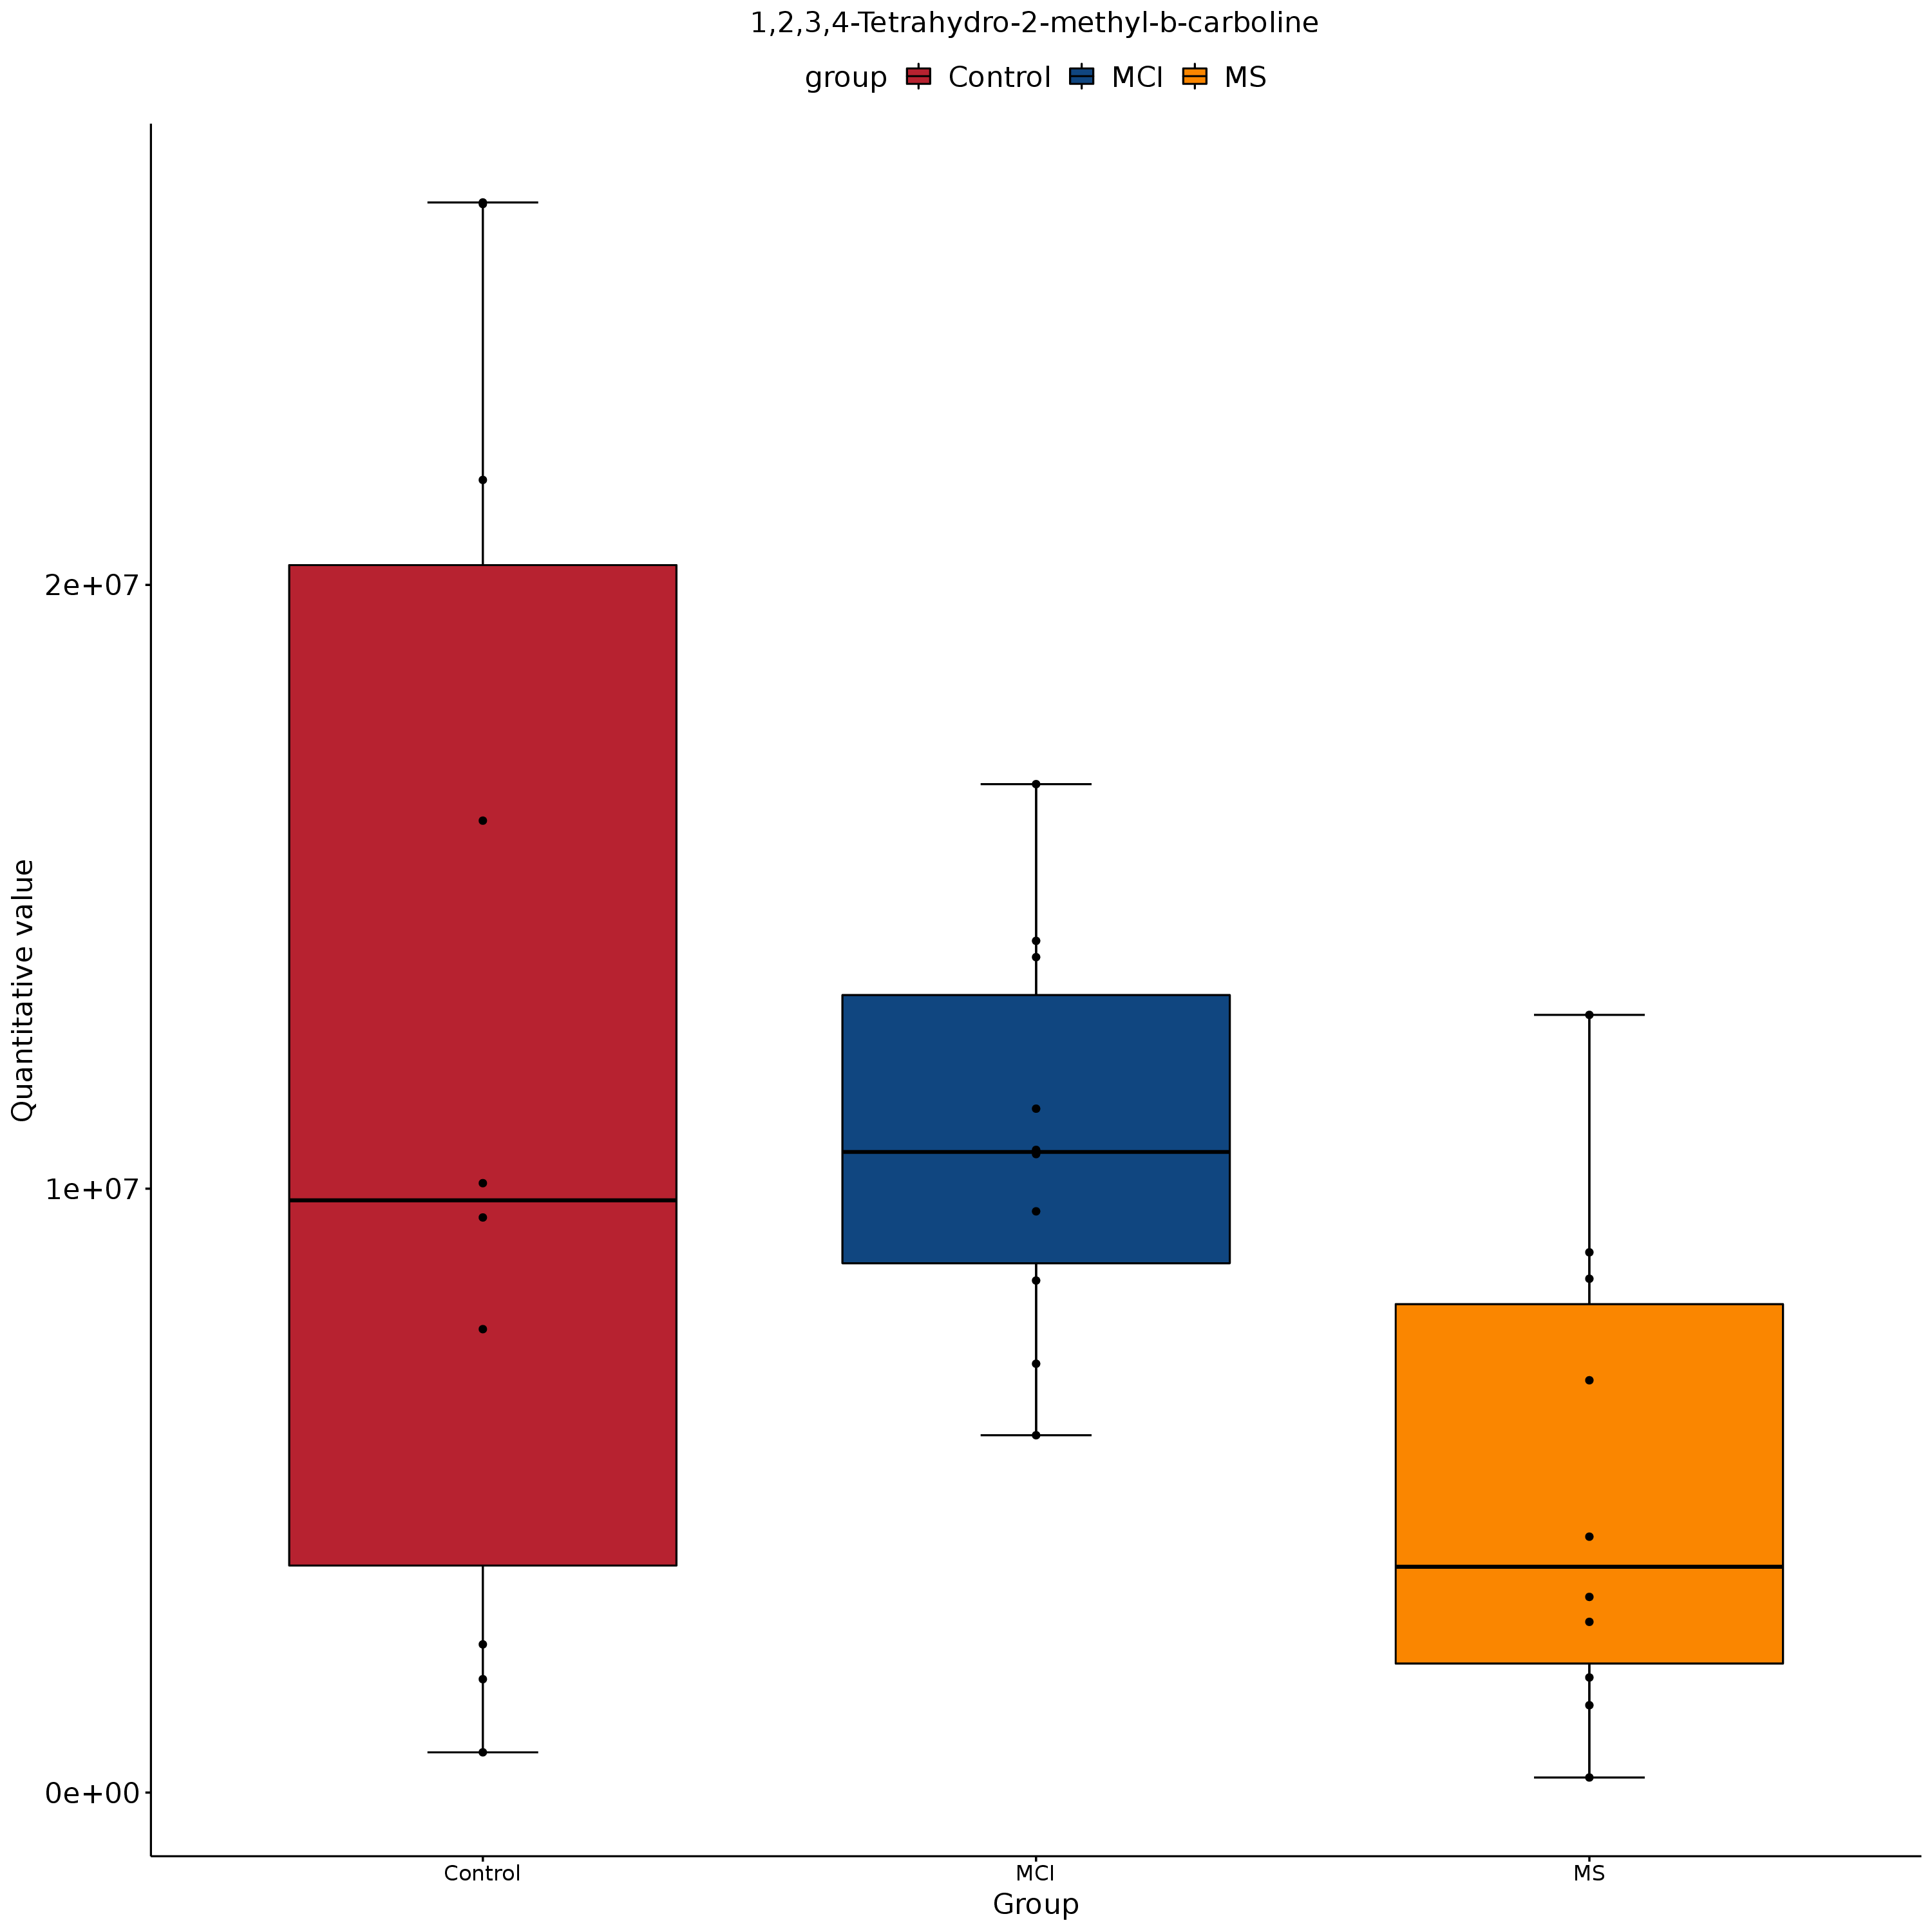 1,2,3,4-Tetrahydro-2-methyl-b-carboline
group Control MCI MS
Quantitative value
2e+07
1e+07
0e+00
Control MCI MS
Group